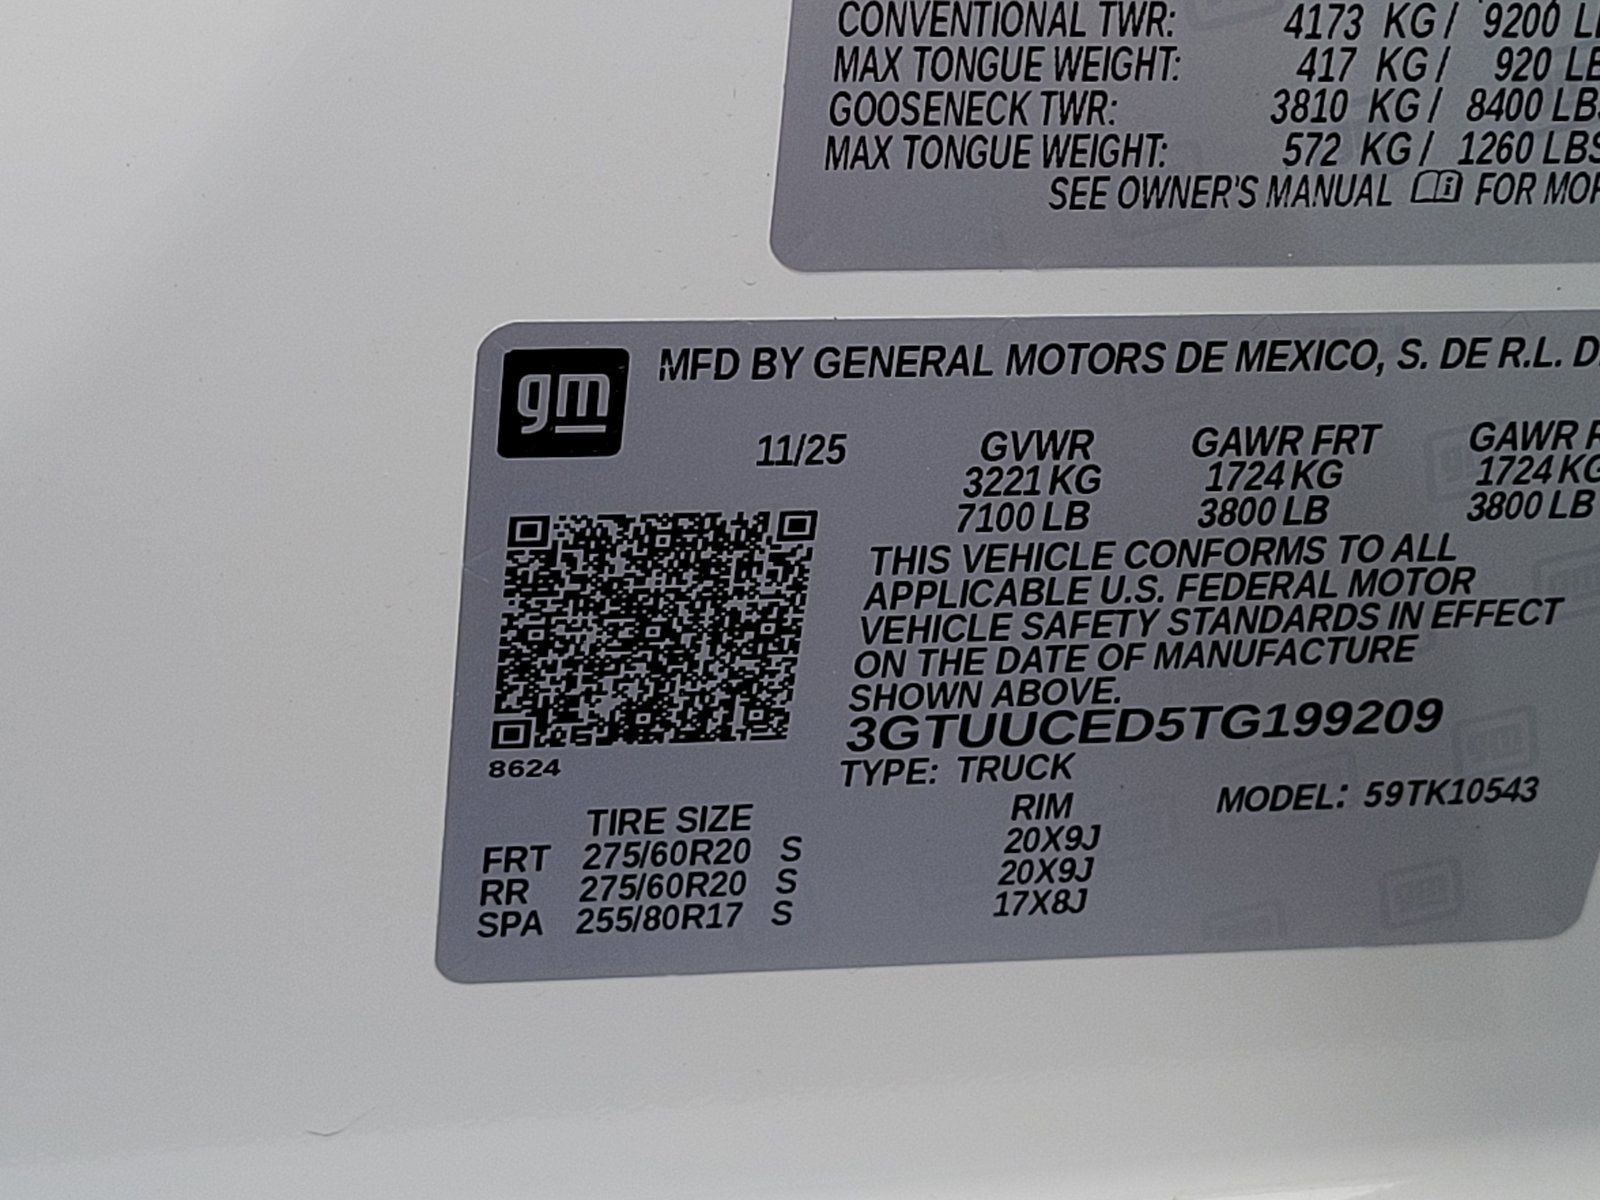 CONVENTIONAL TWR: 4173 KG / 9200
MAX TONGUE WEIGHT: 417 KG / 920 LB
GOOSENECK TWR: 3810 KG / 8400 LBS
MAX TONGUE WEIGHT: 572 KG / 1260 LBS
SEE OWNER'S MANUAL FOR
gm
MFD BY GENERAL MOTORS DE MEXICO, S. DE R.L. D
11/25 GVWR GAWR FRT GAWR
3221 KG 1724 KG 1724 KG
7100 LB 3800 LB 3800 LB
THIS VEHICLE CONFORMS TO ALL
APPLICABLE U.S. FEDERAL MOTOR
VEHICLE SAFETY STANDARDS IN EFFECT
ON THE DATE OF MANUFACTURE
SHOWN ABOVE.
3GTUUCED5TG199209
8624
TYPE: TRUCK
MODEL: 59TK10543
TIRE SIZE RIM
FRT 275/60R20 S 20X9J
RR 275/60R20 S 20X9J
SPA 255/80R17 S 17X8J